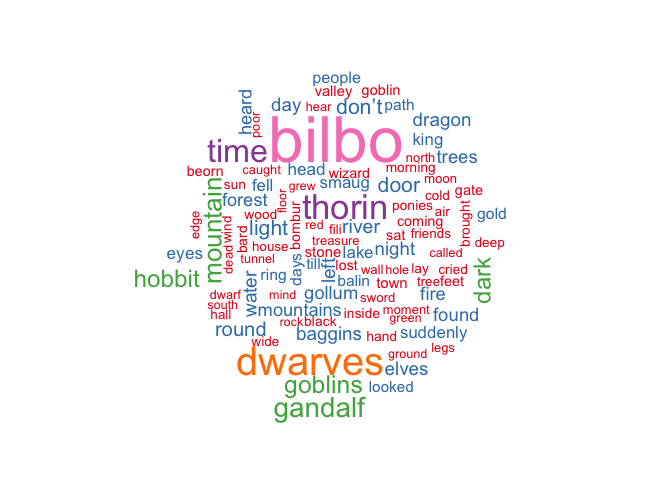 people
valley goblin
heard day hear don’t path
poor bilbo dragon
king
time north trees
beorn caught head wizard morning
sun fell grew smaug door moon
mountain forest floor thorin ponies cold gate
edge wood air brought gold
wind light bard bombur red fili river coming
sat friends
dead house treasure deep
eyes tunnel days stone lake night called
till left lost wall hole lay cried
hobbit water ring balin town tree feet dark
dwarf mind gollum sword fire
south mountains inside moment found
hall rock black green
round baggins hand suddenly
wide legs
dwarves ground
elves
goblins looked
gandalf